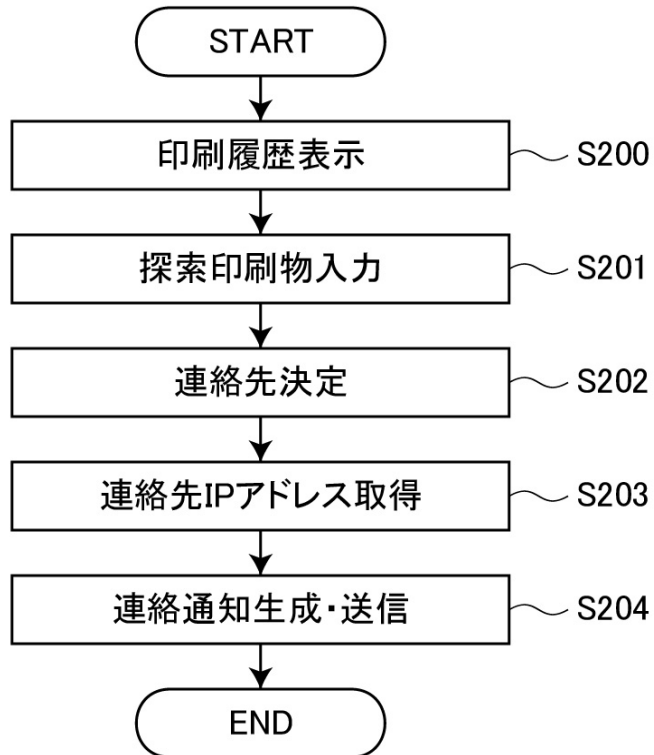 START
印刷履歴表示
S200
探索印刷物入力
S201
連絡先決定
S202
連絡先IPアドレス取得
S203
連絡通知生成・送信
S204
END